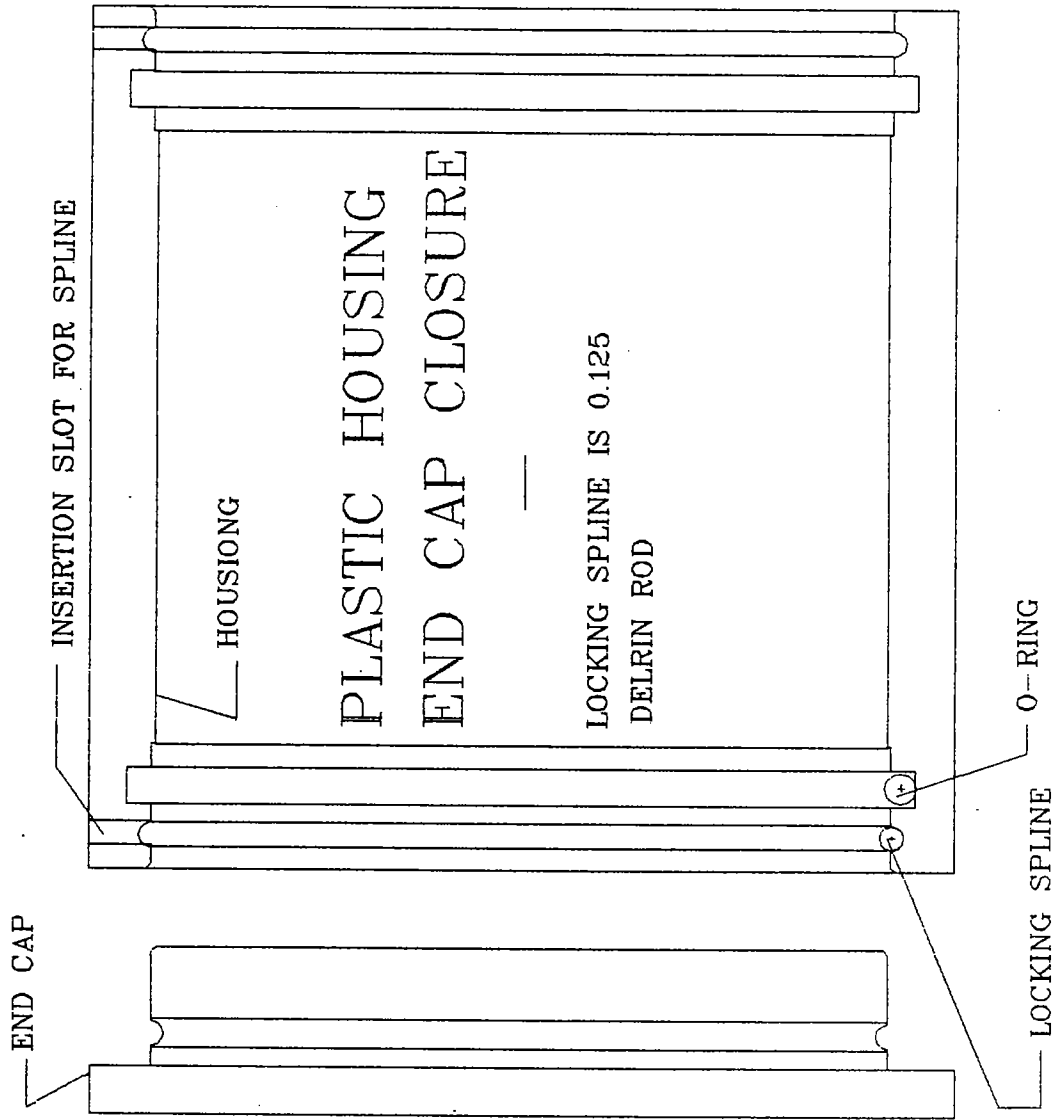 END CAP
INSERTION SLOT FOR SPLINE
HOUSIONG
PLASTIC HOUSING
END CAP CLOSURE
LOCKING SPLINE IS 0.125
DELRIN ROD
LOCKING SPLINE
O-RING